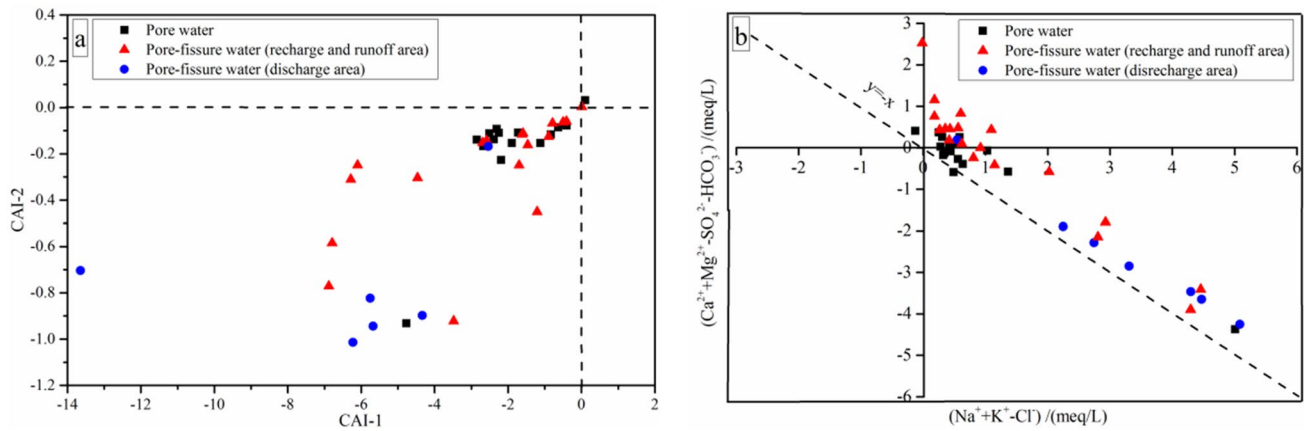 a
Pore water
Pore-fissure water (recharge and runoff area)
Pore-fissure water (discharge area)
0.4
0.2
0.0
-0.2
-0.4
-0.6
-0.8
-1.0
-1.2
CAI-2
-14
-12
-10
-8
-6
-4
-2
0
2
CAI-1
b
Pore water
Pore-fissure water (recharge and runoff area)
Pore-fissure water (disrecharge area)
y=-x
3
2
1
0
-1
-2
-3
-4
-5
-6
(Ca²⁺+Mg²⁺-SO₄²⁻-HCO₃⁻) /(meq/L)
-3
-2
-1
0
1
2
3
4
5
6
(Na⁺+K⁺-Cl⁻) /(meq/L)